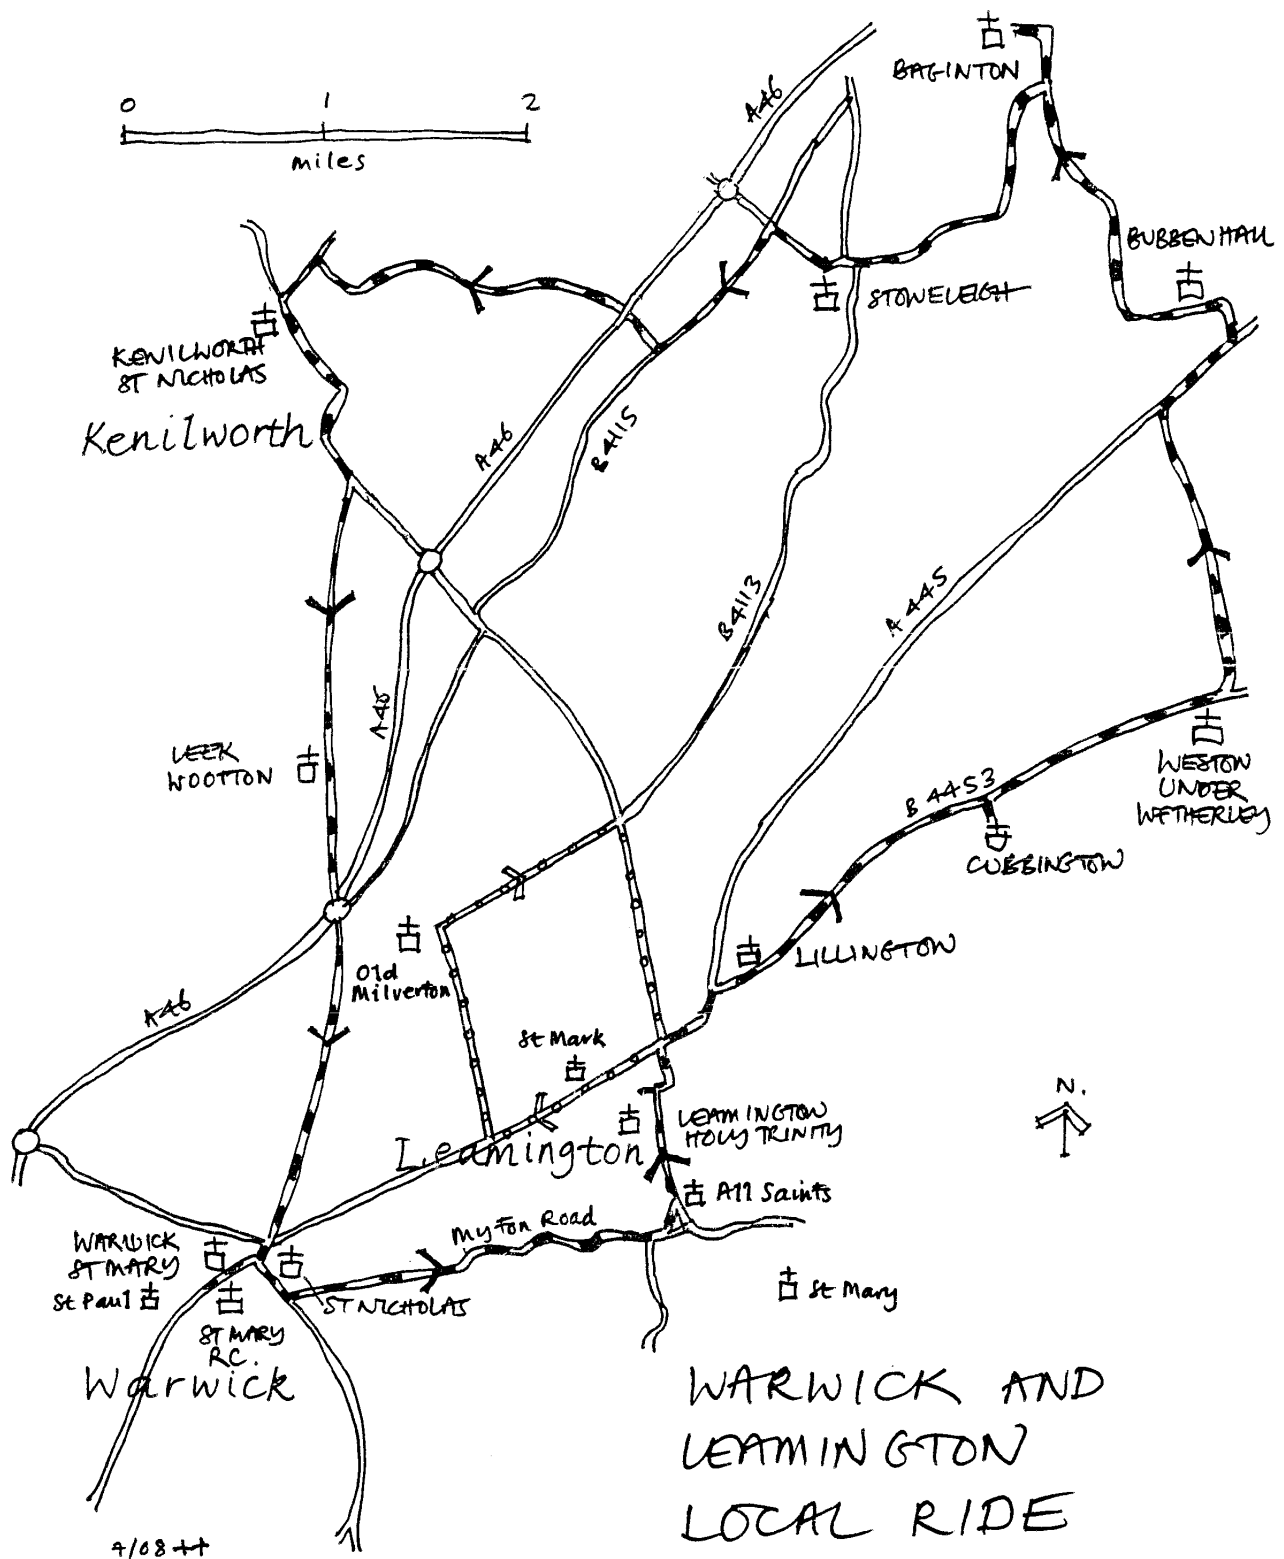 BAGINTON
A46
0 1 2
miles
BUBBENHALL
STONELEIGH
KENILWORTH
ST NICHOLAS
Kenilworth
A46
B4115
B4113
A445
A46
LEEK
WOOTTON
B4453
WESTON
UNDER
WETHERLEY
CUBBINGTON
LILLINGTON
Old
Milverton
A46
St Mark
N.
LEAMINGTON
HOLY TRINITY
Leamington
All Saints
Myton Road
WARWICK
ST MARY
St Paul
ST NICHOLAS
St Mary
ST MARY
R.C.
Warwick
WARWICK AND
LEAMINGTON
LOCAL RIDE